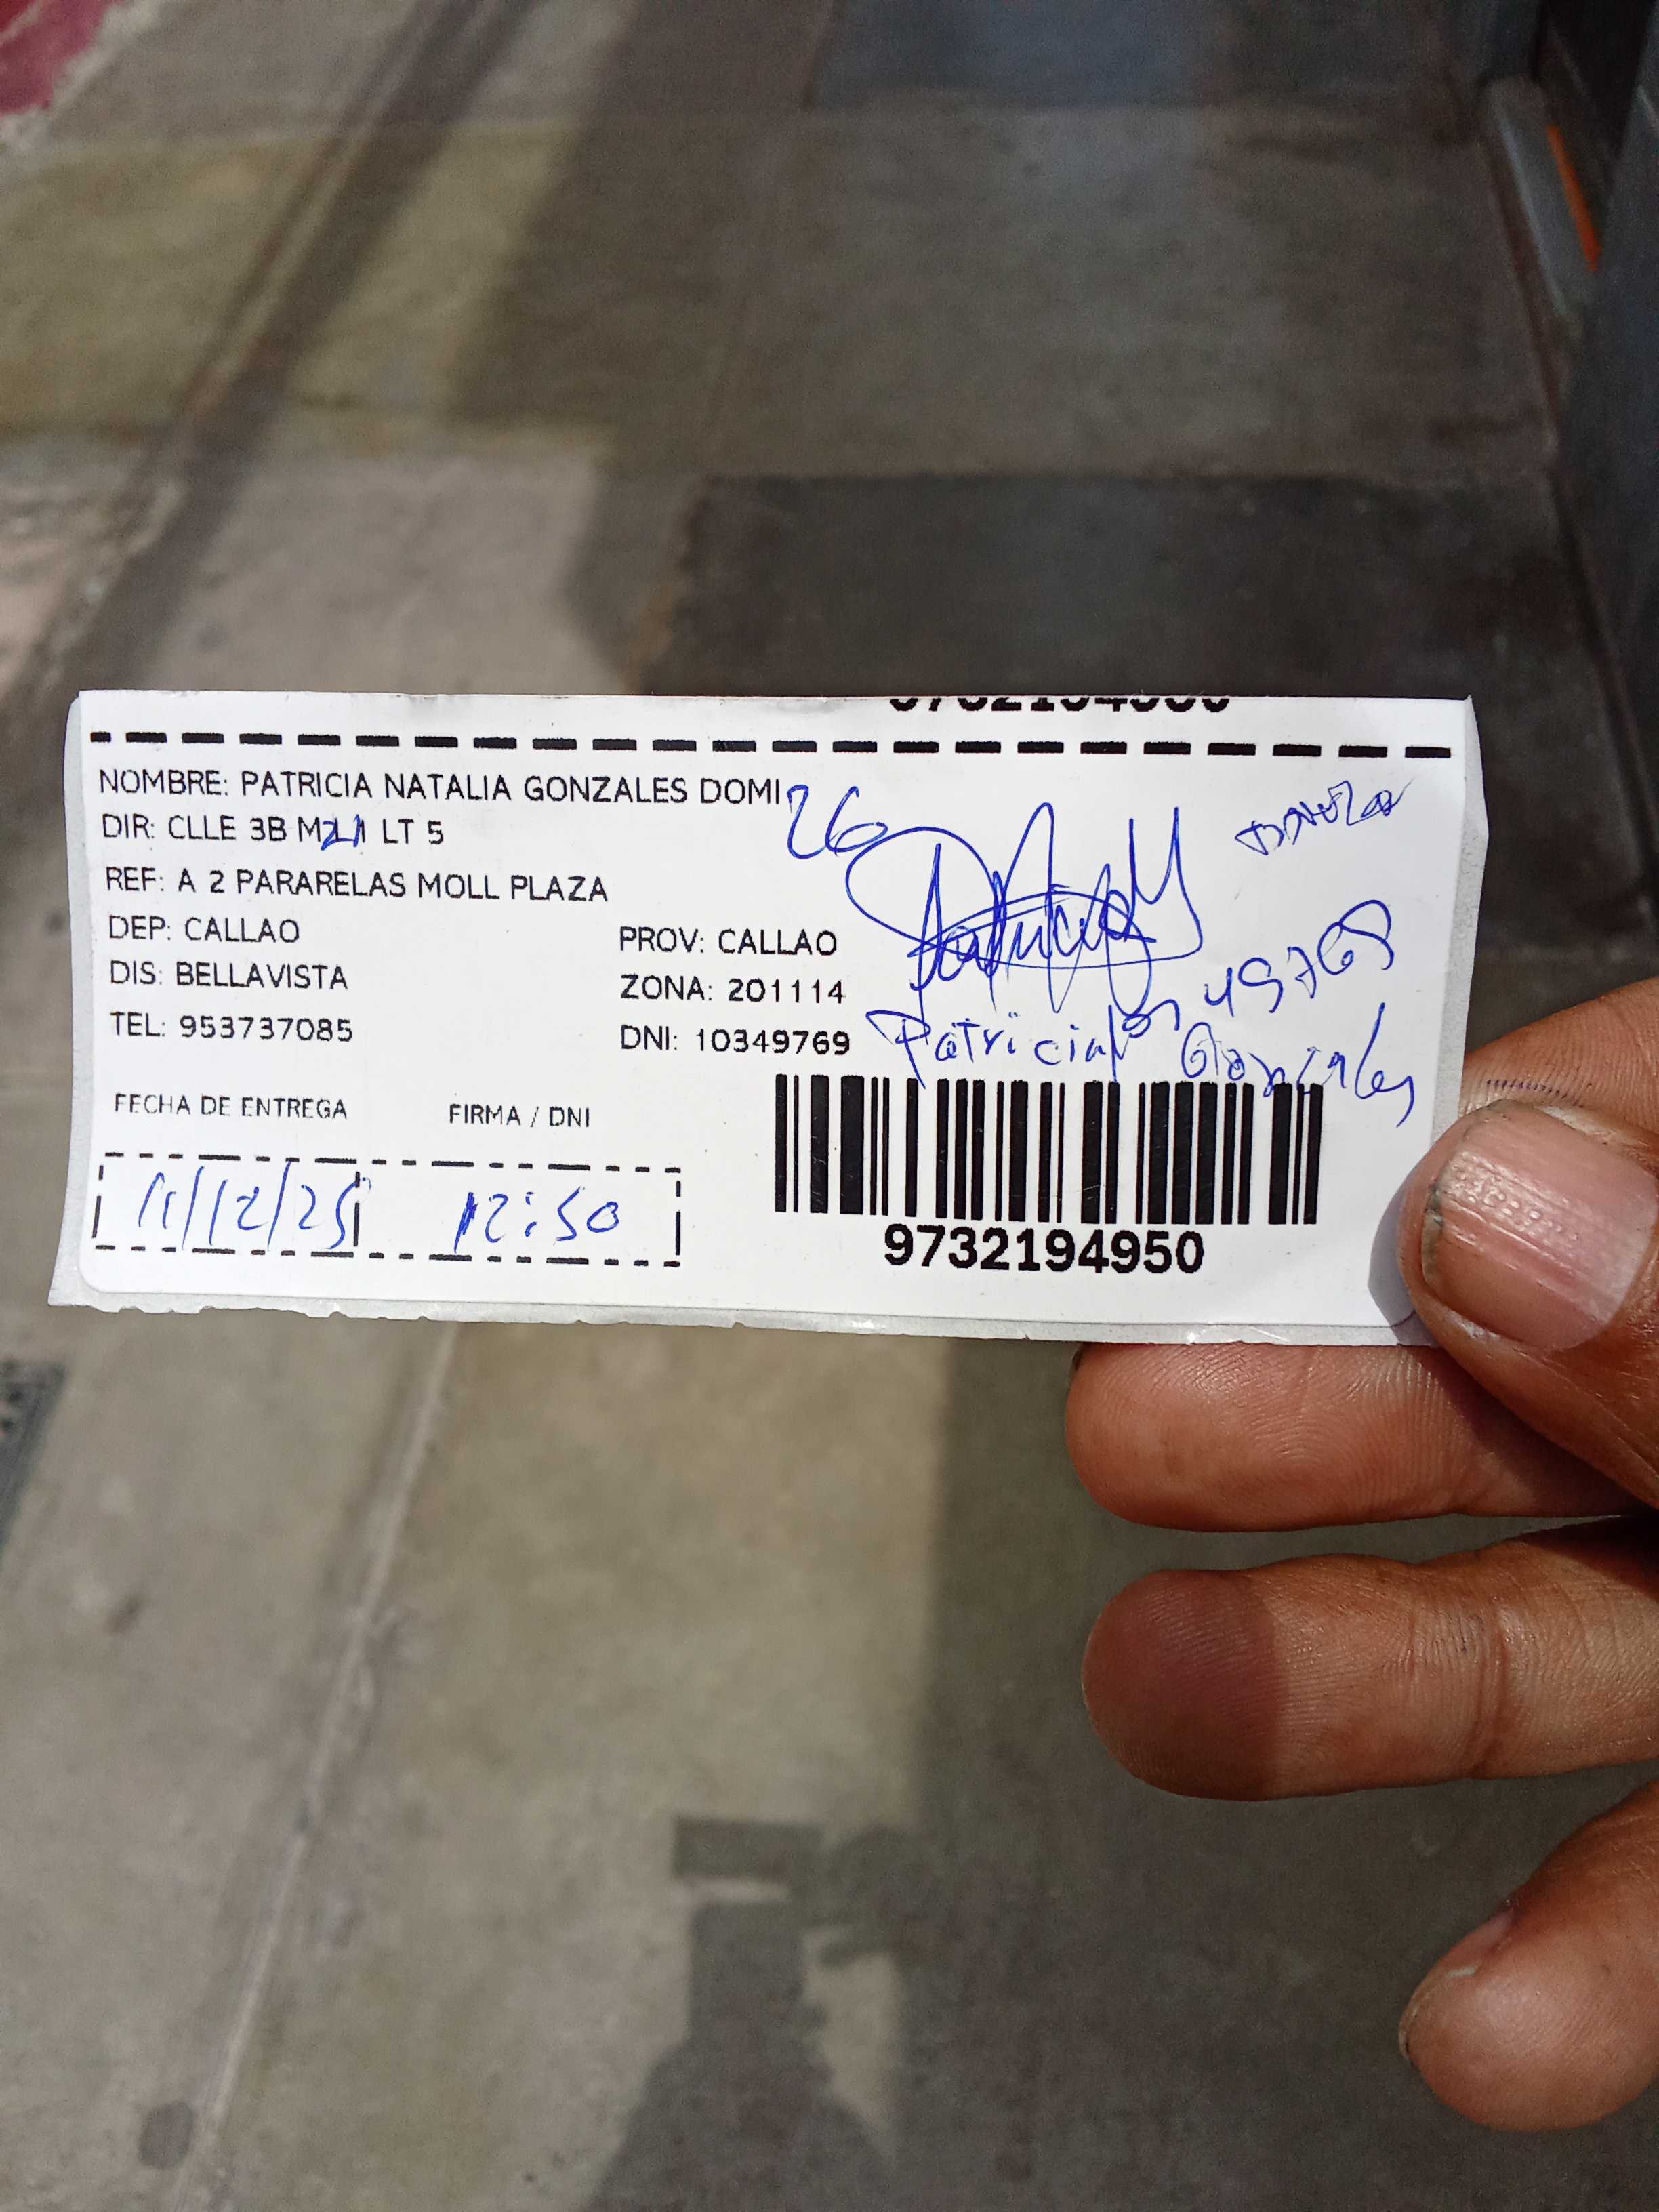 NOMBRE: PATRICIA NATALIA GONZALES DOMI
26
DIR: CLLE 3B M21 LT 5
REF: A 2 PARARELAS MOLL PLAZA
DEP: CALLAO
PROV: CALLAO
DIS: BELLAVISTA
ZONA: 201114
TEL: 953737085
DNI: 10349769
Patricia Gonzales
FECHA DE ENTREGA
FIRMA / DNI
11/12/25 12:50
9732194950